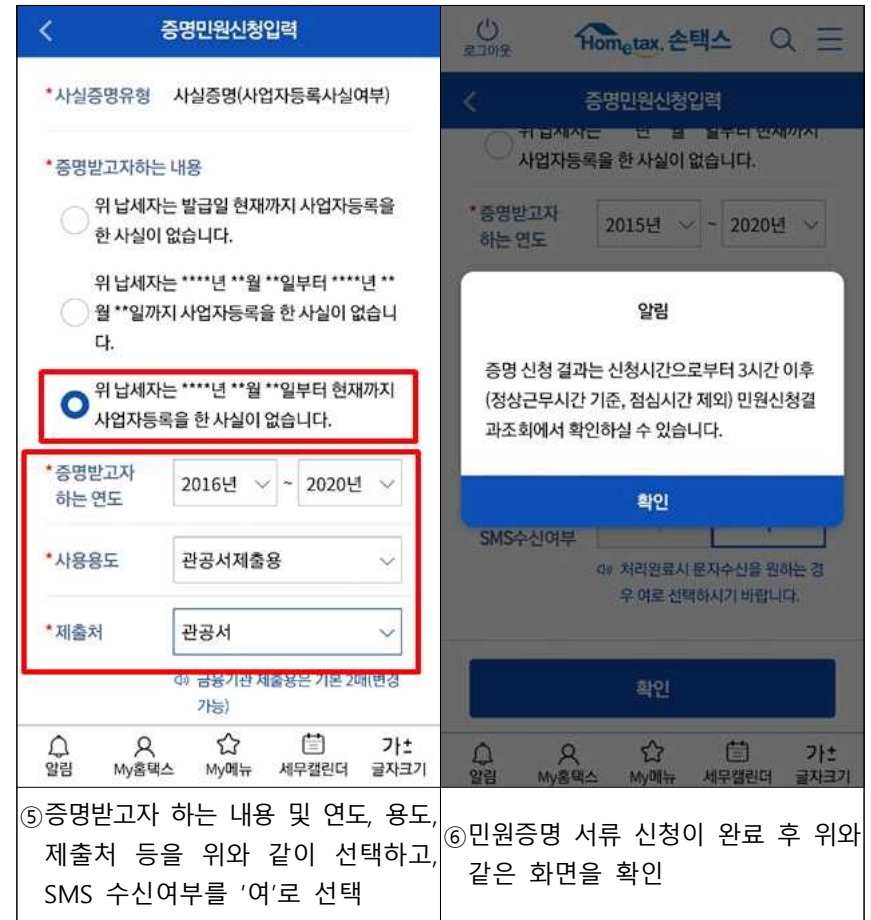 증명민원신청입력
*사실증명유형 사실증명(사업자등록사실여부)
*증명받고자하는 내용
위 납세자는 발급일 현재까지 사업자등록을
한 사실이 없습니다.
위 납세자는 ****년 **월 **일부터 ****년 **
월 **일까지 사업자등록을 한 사실이 없습니
다.
위 납세자는 ****년 **월 **일부터 현재까지
사업자등록을 한 사실이 없습니다.
*증명받고자
하는 연도
2016년 ~ 2020년
*사용용도 관공서제출용
*제출처 관공서
금융기관 제출용은 기본 2매(변경
가능)
알림 My홈택스 My메뉴 세무캘린더 가± 글자크기
⑤증명받고자 하는 내용 및 연도, 용도,
제출처 등을 위와 같이 선택하고,
SMS 수신여부를 '여'로 선택
로그아웃 Hometax. 손택스
증명민원신청입력
위 납세자는 년 월 일부터 현재까지
사업자등록을 한 사실이 없습니다.
*증명받고자
하는 연도
2015년 ~ 2020년
알림
증명 신청 결과는 신청시간으로부터 3시간 이후
(정상근무시간 기준, 점심시간 제외) 민원신청결
과조회에서 확인하실 수 있습니다.
확인
SMS수신여부
처리완료시 문자수신을 원하는 경
우 여로 선택하시기 바랍니다.
확인
알림 My홈택스 My메뉴 세무캘린더 가± 글자크기
⑥민원증명 서류 신청이 완료 후 위와
같은 화면을 확인